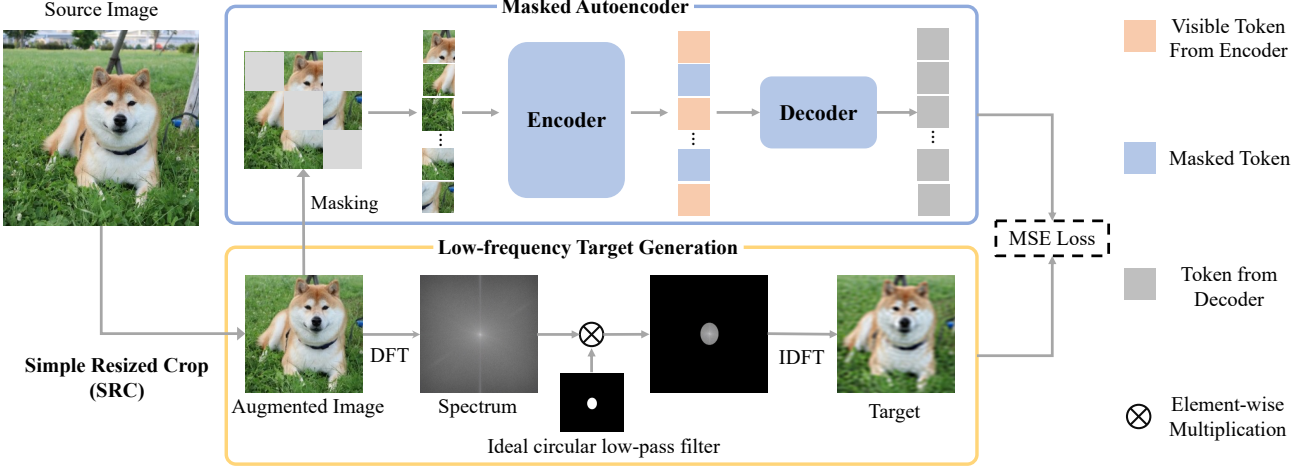 Source Image
Masked Autoencoder
Visible Token
From Encoder
Encoder
Decoder
Masked Token
Masking
Low-frequency Target Generation
MSE Loss
Token from
Decoder
DFT
IDFT
Simple Resized Crop
(SRC)
Augmented Image
Spectrum
Target
Ideal circular low-pass filter
Element-wise
Multiplication